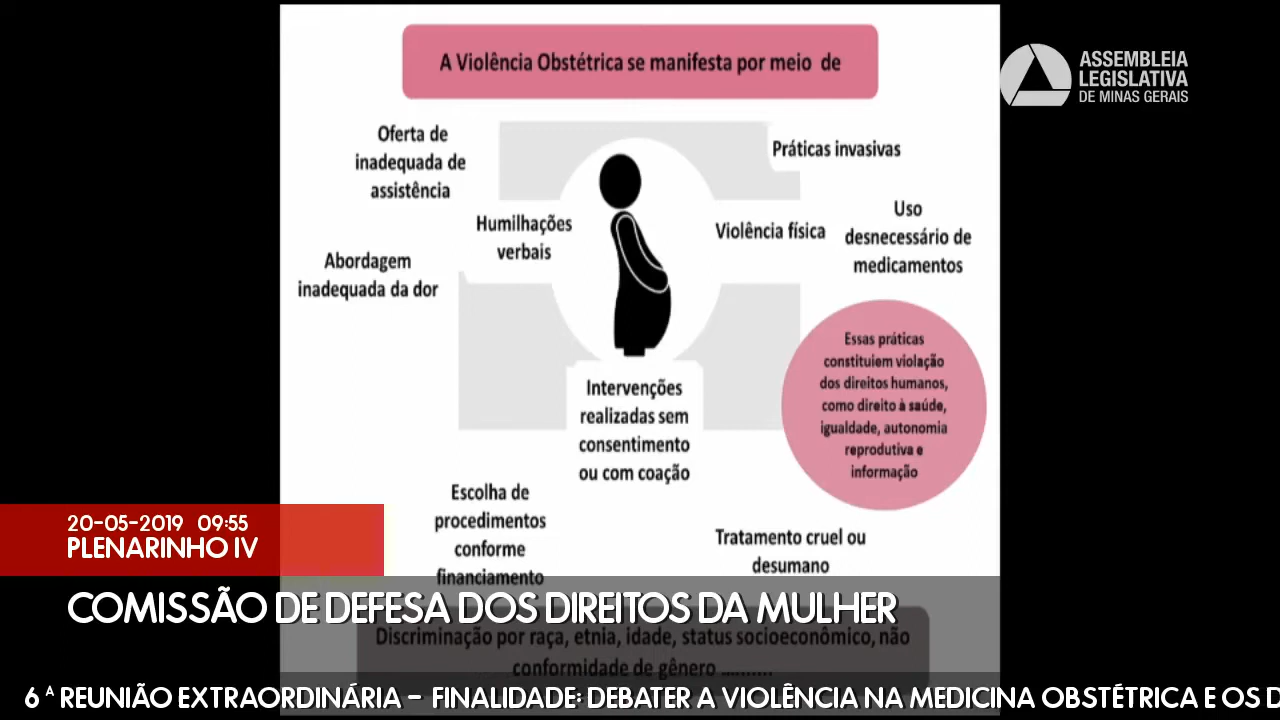 A Violência Obstétrica se manifesta por meio de
ASSEMBLEIA
LEGISLATIVA
DE MINAS GERAIS
Oferta de
inadequada de
assistência
Práticas invasivas
Humilhações
verbais
Violência física
Uso
desnecessário de
medicamentos
Abordagem
inadequada da dor
Essas práticas
constituiem violação
dos direitos humanos,
como direito à saúde,
igualdade, autonomia
reprodutiva e
informação
Intervenções
realizadas sem
consentimento
ou com coação
Escolha de
procedimentos
conforme
financiamento
Tratamento cruel ou
desumano
20-05-2019 09:55
PLENARINHO IV
COMISSÃO DE DEFESA DOS DIREITOS DA MULHER
Discriminação por raça, etnia, idade, status socioeconômico, não
conformidade de gênero ..........
6ª REUNIÃO EXTRAORDINÁRIA - FINALIDADE: DEBATER A VIOLÊNCIA NA MEDICINA OBSTÉTRICA E OS D